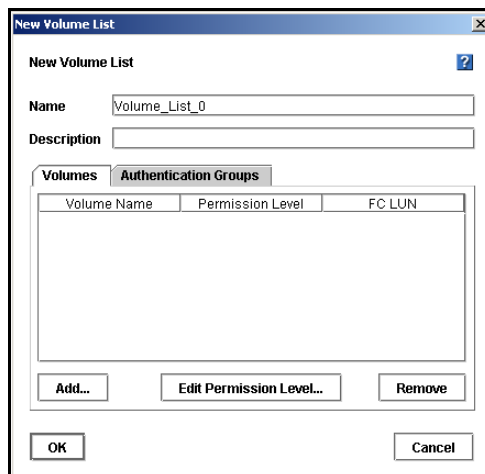 New Volume List
New Volume List
?
Name Volume_List_0
Description
Volumes Authentication Groups
Volume Name Permission Level FC LUN
Add... Edit Permission Level... Remove
OK Cancel